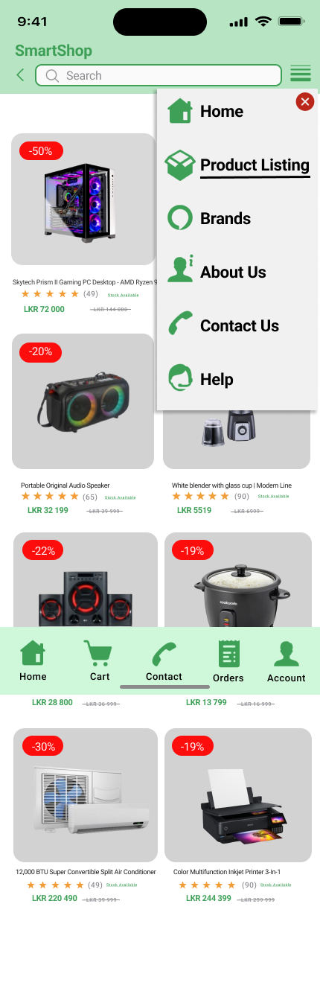 9:41
SmartShop
Search
Home
Product Listing
Brands
About Us
Contact Us
Help
-50%
Skytech Prism II Gaming PC Desktop - AMD Ryzen 9
(49) Stock Available
LKR 72 000 LKR 144 000
-20%
Portable Original Audio Speaker
(65) Stock Available
LKR 32 199 LKR 39 999
White blender with glass cup | Modern Line
(90) Stock Available
LKR 5519 LKR 6999
-22%
-19%
cookworks
Home
Cart
Contact
Orders
Account
LKR 28 800 LKR 36 999
LKR 13 799 LKR 16 999
-30%
-19%
12,000 BTU Super Convertible Split Air Conditioner
(49) Stock Available
LKR 220 490 LKR 39 999
Color Multifunction Inkjet Printer 3-In-1
(90) Stock Available
LKR 244 399 LKR 299 999